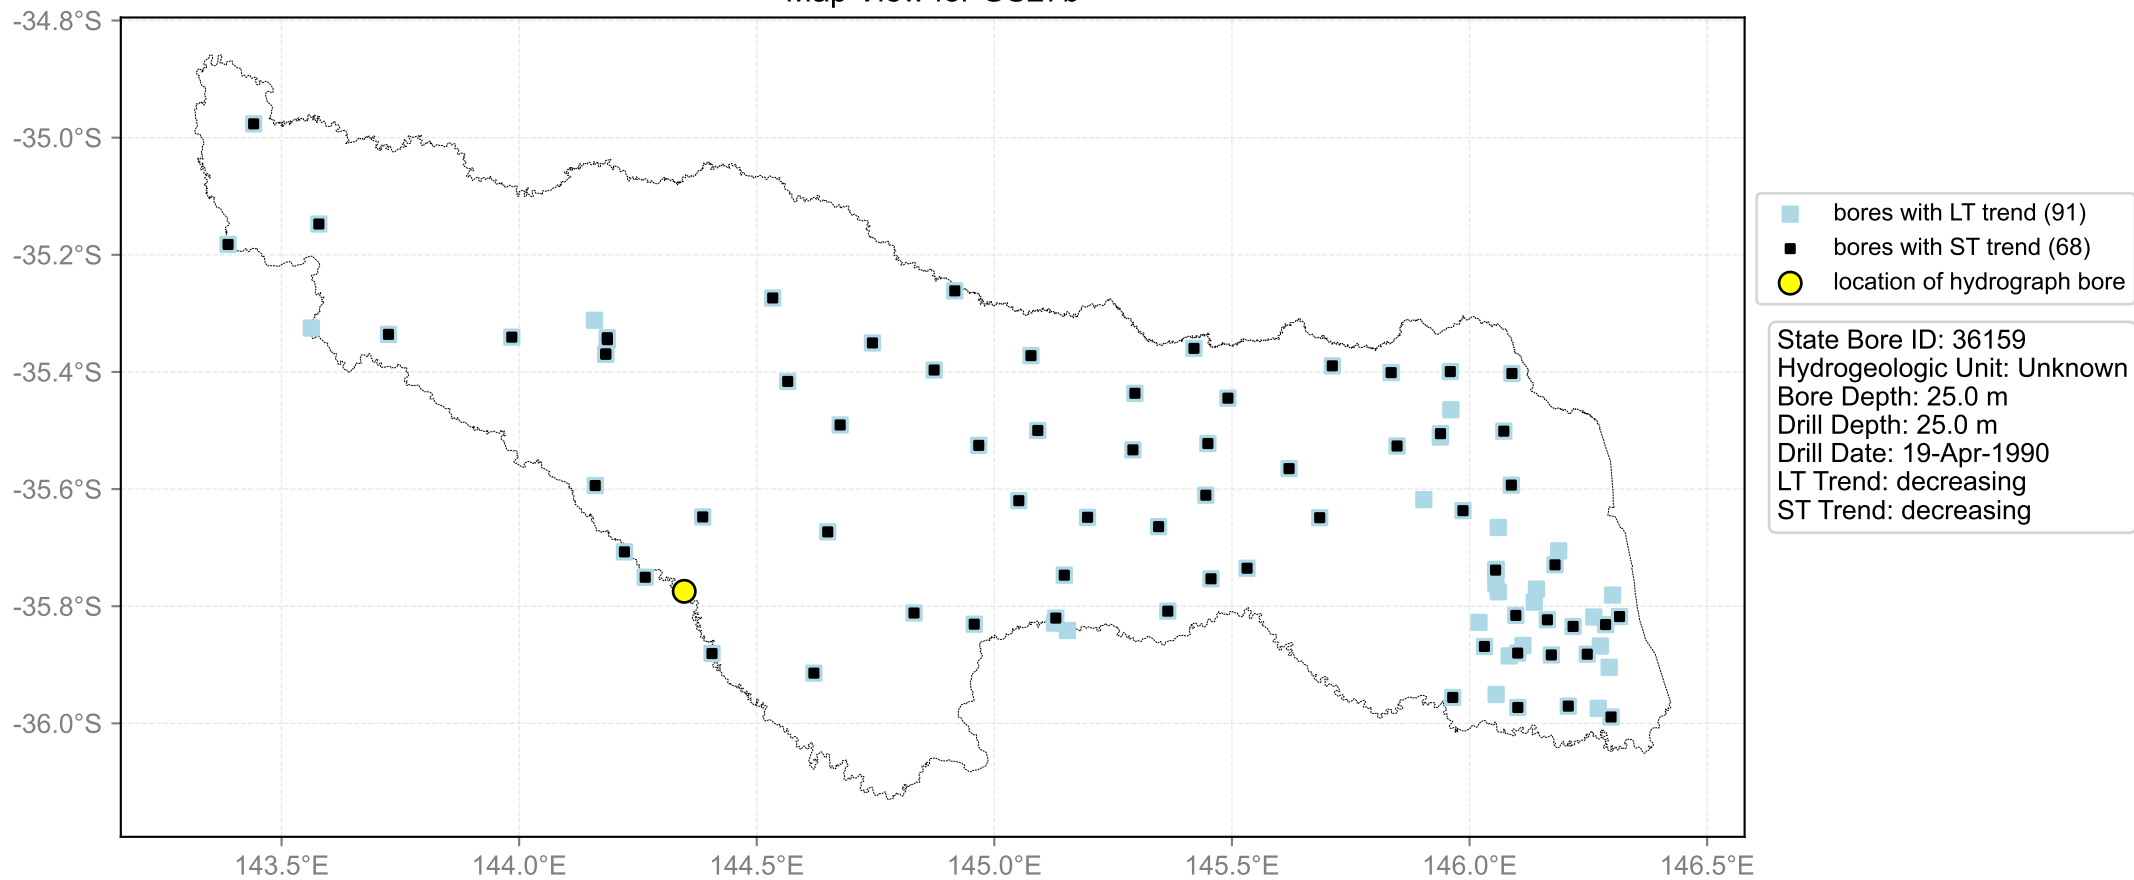 -34.8°S
-35.0°S
-35.2°S
-35.4°S
-35.6°S
-35.8°S
-36.0°S
143.5°E
144.0°E
144.5°E
145.0°E
145.5°E
146.0°E
146.5°E
bores with LT trend (91)
bores with ST trend (68)
location of hydrograph bore
State Bore ID: 36159
Hydrogeologic Unit: Unknown
Bore Depth: 25.0 m
Drill Depth: 25.0 m
Drill Date: 19-Apr-1990
LT Trend: decreasing
ST Trend: decreasing